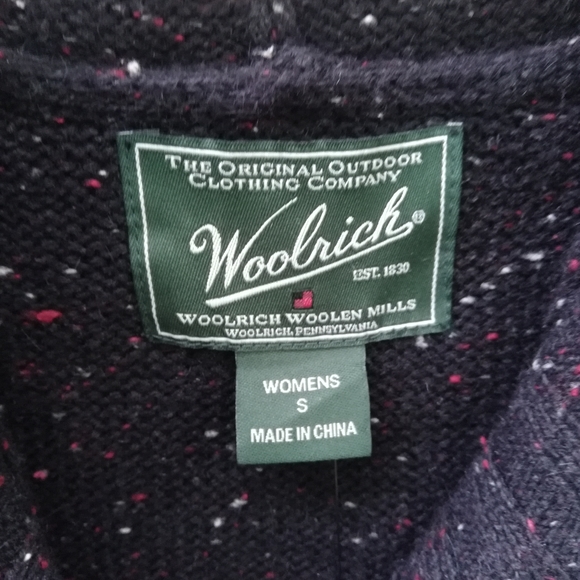 THE ORIGINAL OUTDOOR
CLOTHING COMPANY
Woolrich®
EST. 1830
WOOLRICH WOOLEN MILLS
WOOLRICH, PENNSYLVANIA
WOMENS
S
MADE IN CHINA